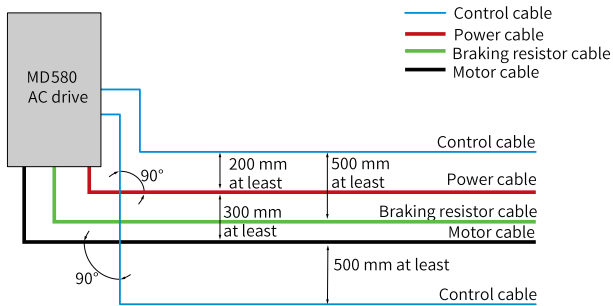 Control cable
Power cable
Braking resistor cable
Motor cable
MD580
AC drive
Control cable
200 mm
at least
500 mm
at least
90°
Power cable
300 mm
at least
Braking resistor cable
Motor cable
90°
500 mm at least
Control cable